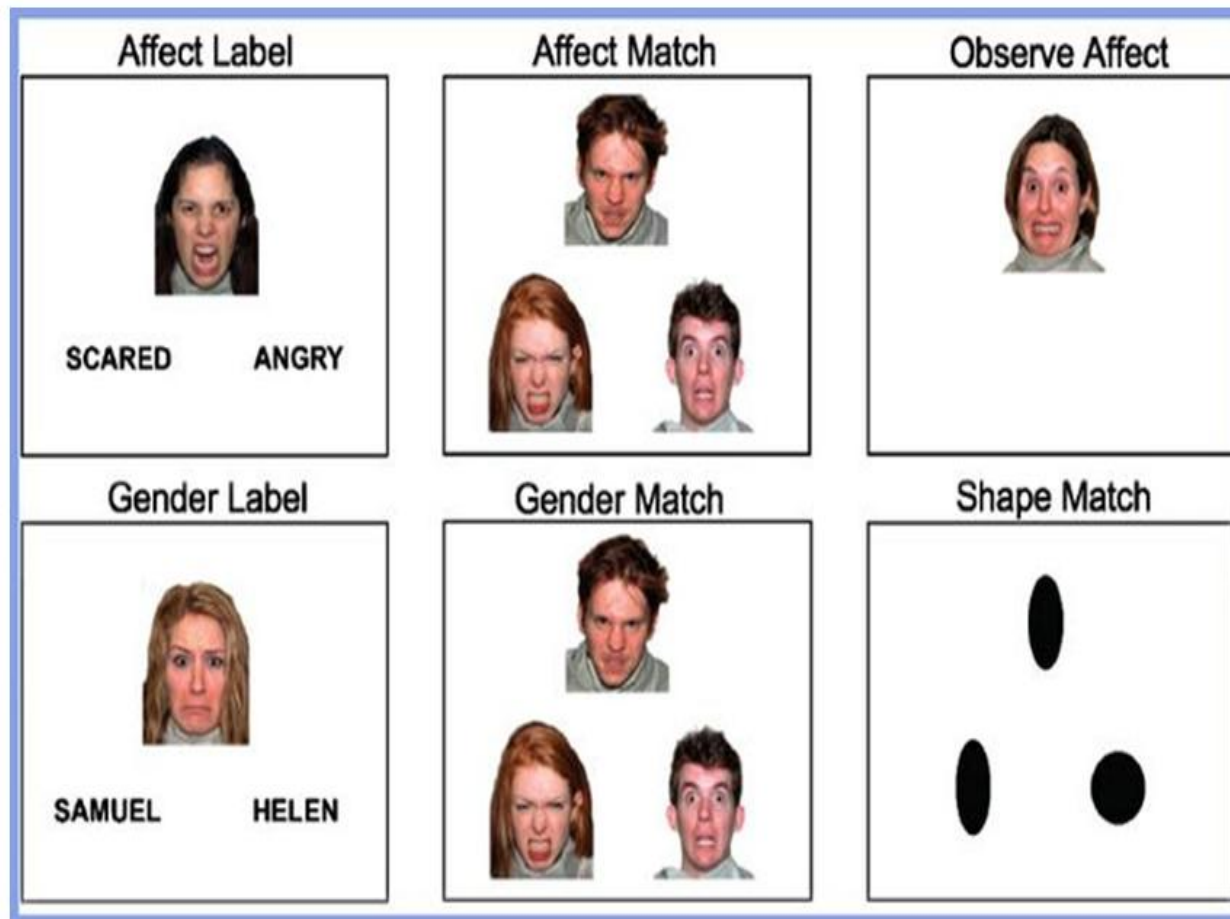 Affect Label
Affect Match
Observe Affect
SCARED
ANGRY
Gender Label
Gender Match
Shape Match
SAMUEL
HELEN